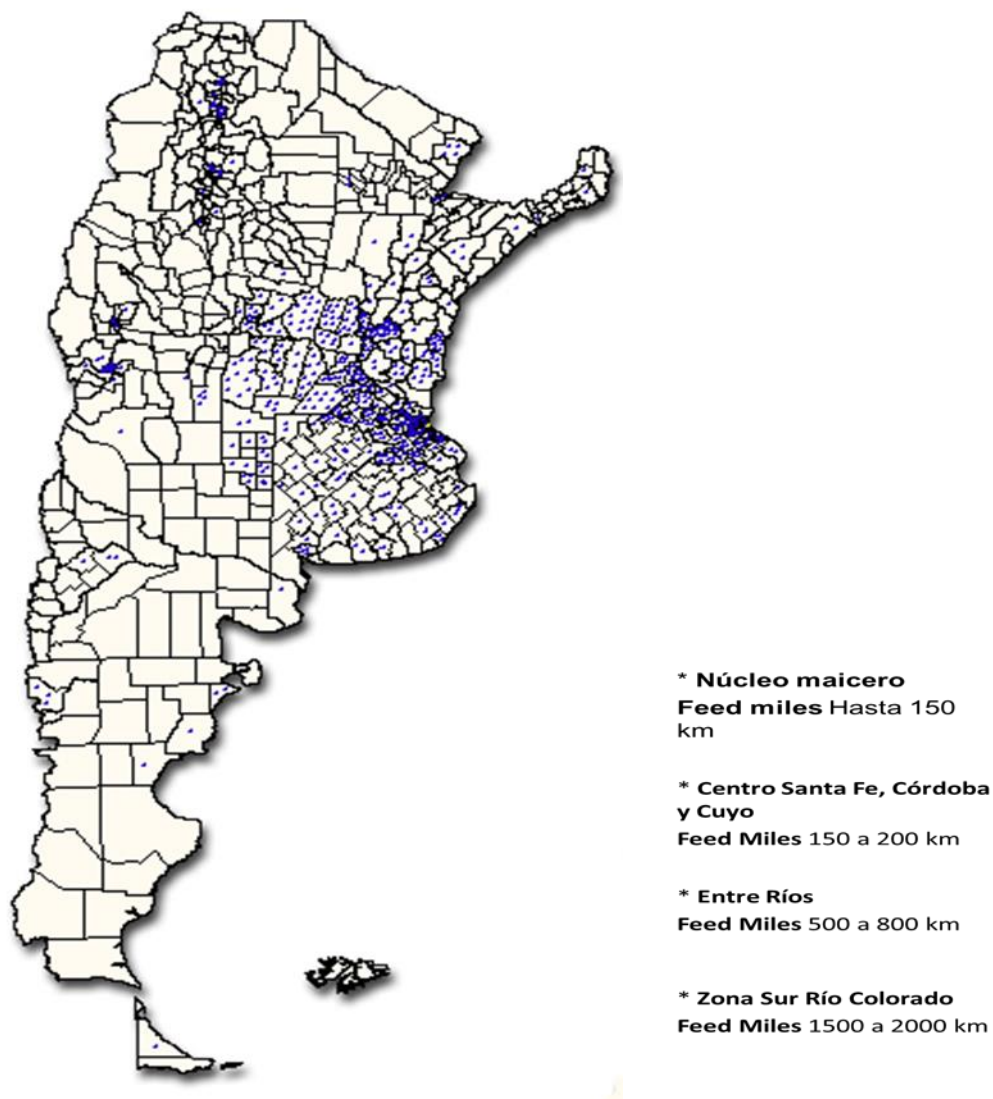 * Núcleo maicero
Feed miles Hasta 150
km
* Centro Santa Fe, Córdoba
y Cuyo
Feed Miles 150 a 200 km
* Entre Ríos
Feed Miles 500 a 800 km
* Zona Sur Río Colorado
Feed Miles 1500 a 2000 km